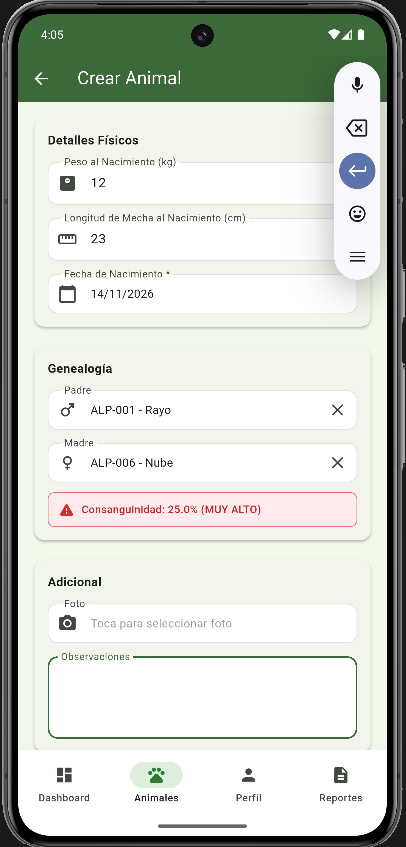 4:05
Crear Animal
Detalles Físicos
Peso al Nacimiento (kg)
12
Longitud de Mecha al Nacimiento (cm)
23
Fecha de Nacimiento *
14/11/2026
Genealogía
Padre
ALP-001 - Rayo
Madre
ALP-006 - Nube
Consanguinidad: 25.0% (MUY ALTO)
Adicional
Foto
Toca para seleccionar foto
Observaciones
Dashboard
Animales
Perfil
Reportes